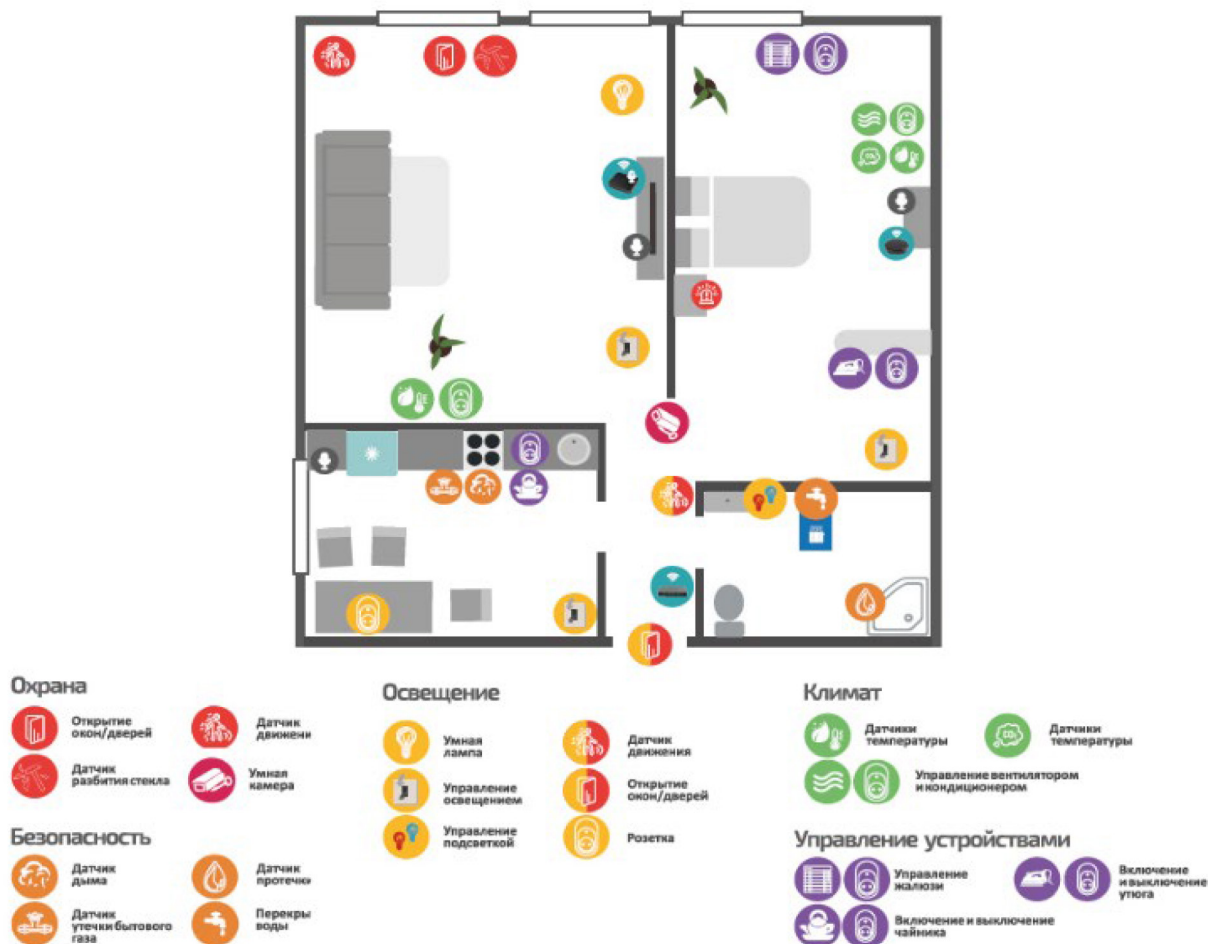 Охрана
Открытие
окон/дверей
Датчик
движени
Датчик
разбития стекла
Умная
камера
Безопасность
Датчик
дыма
Датчик
протечки
Датчик
утечки бытового
газа
Перекры
воды
Освещение
Умная
лампа
Датчик
движения
Управление
освещением
Открытие
окон/дверей
Управление
подсветкой
Розетка
Климат
Датчики
температуры
Датчики
температуры
Управление вентилятором
и кондиционером
Управление устройствами
Управление
жалюзи
Включение
и выключение
утюга
Включение и выключение
чайника